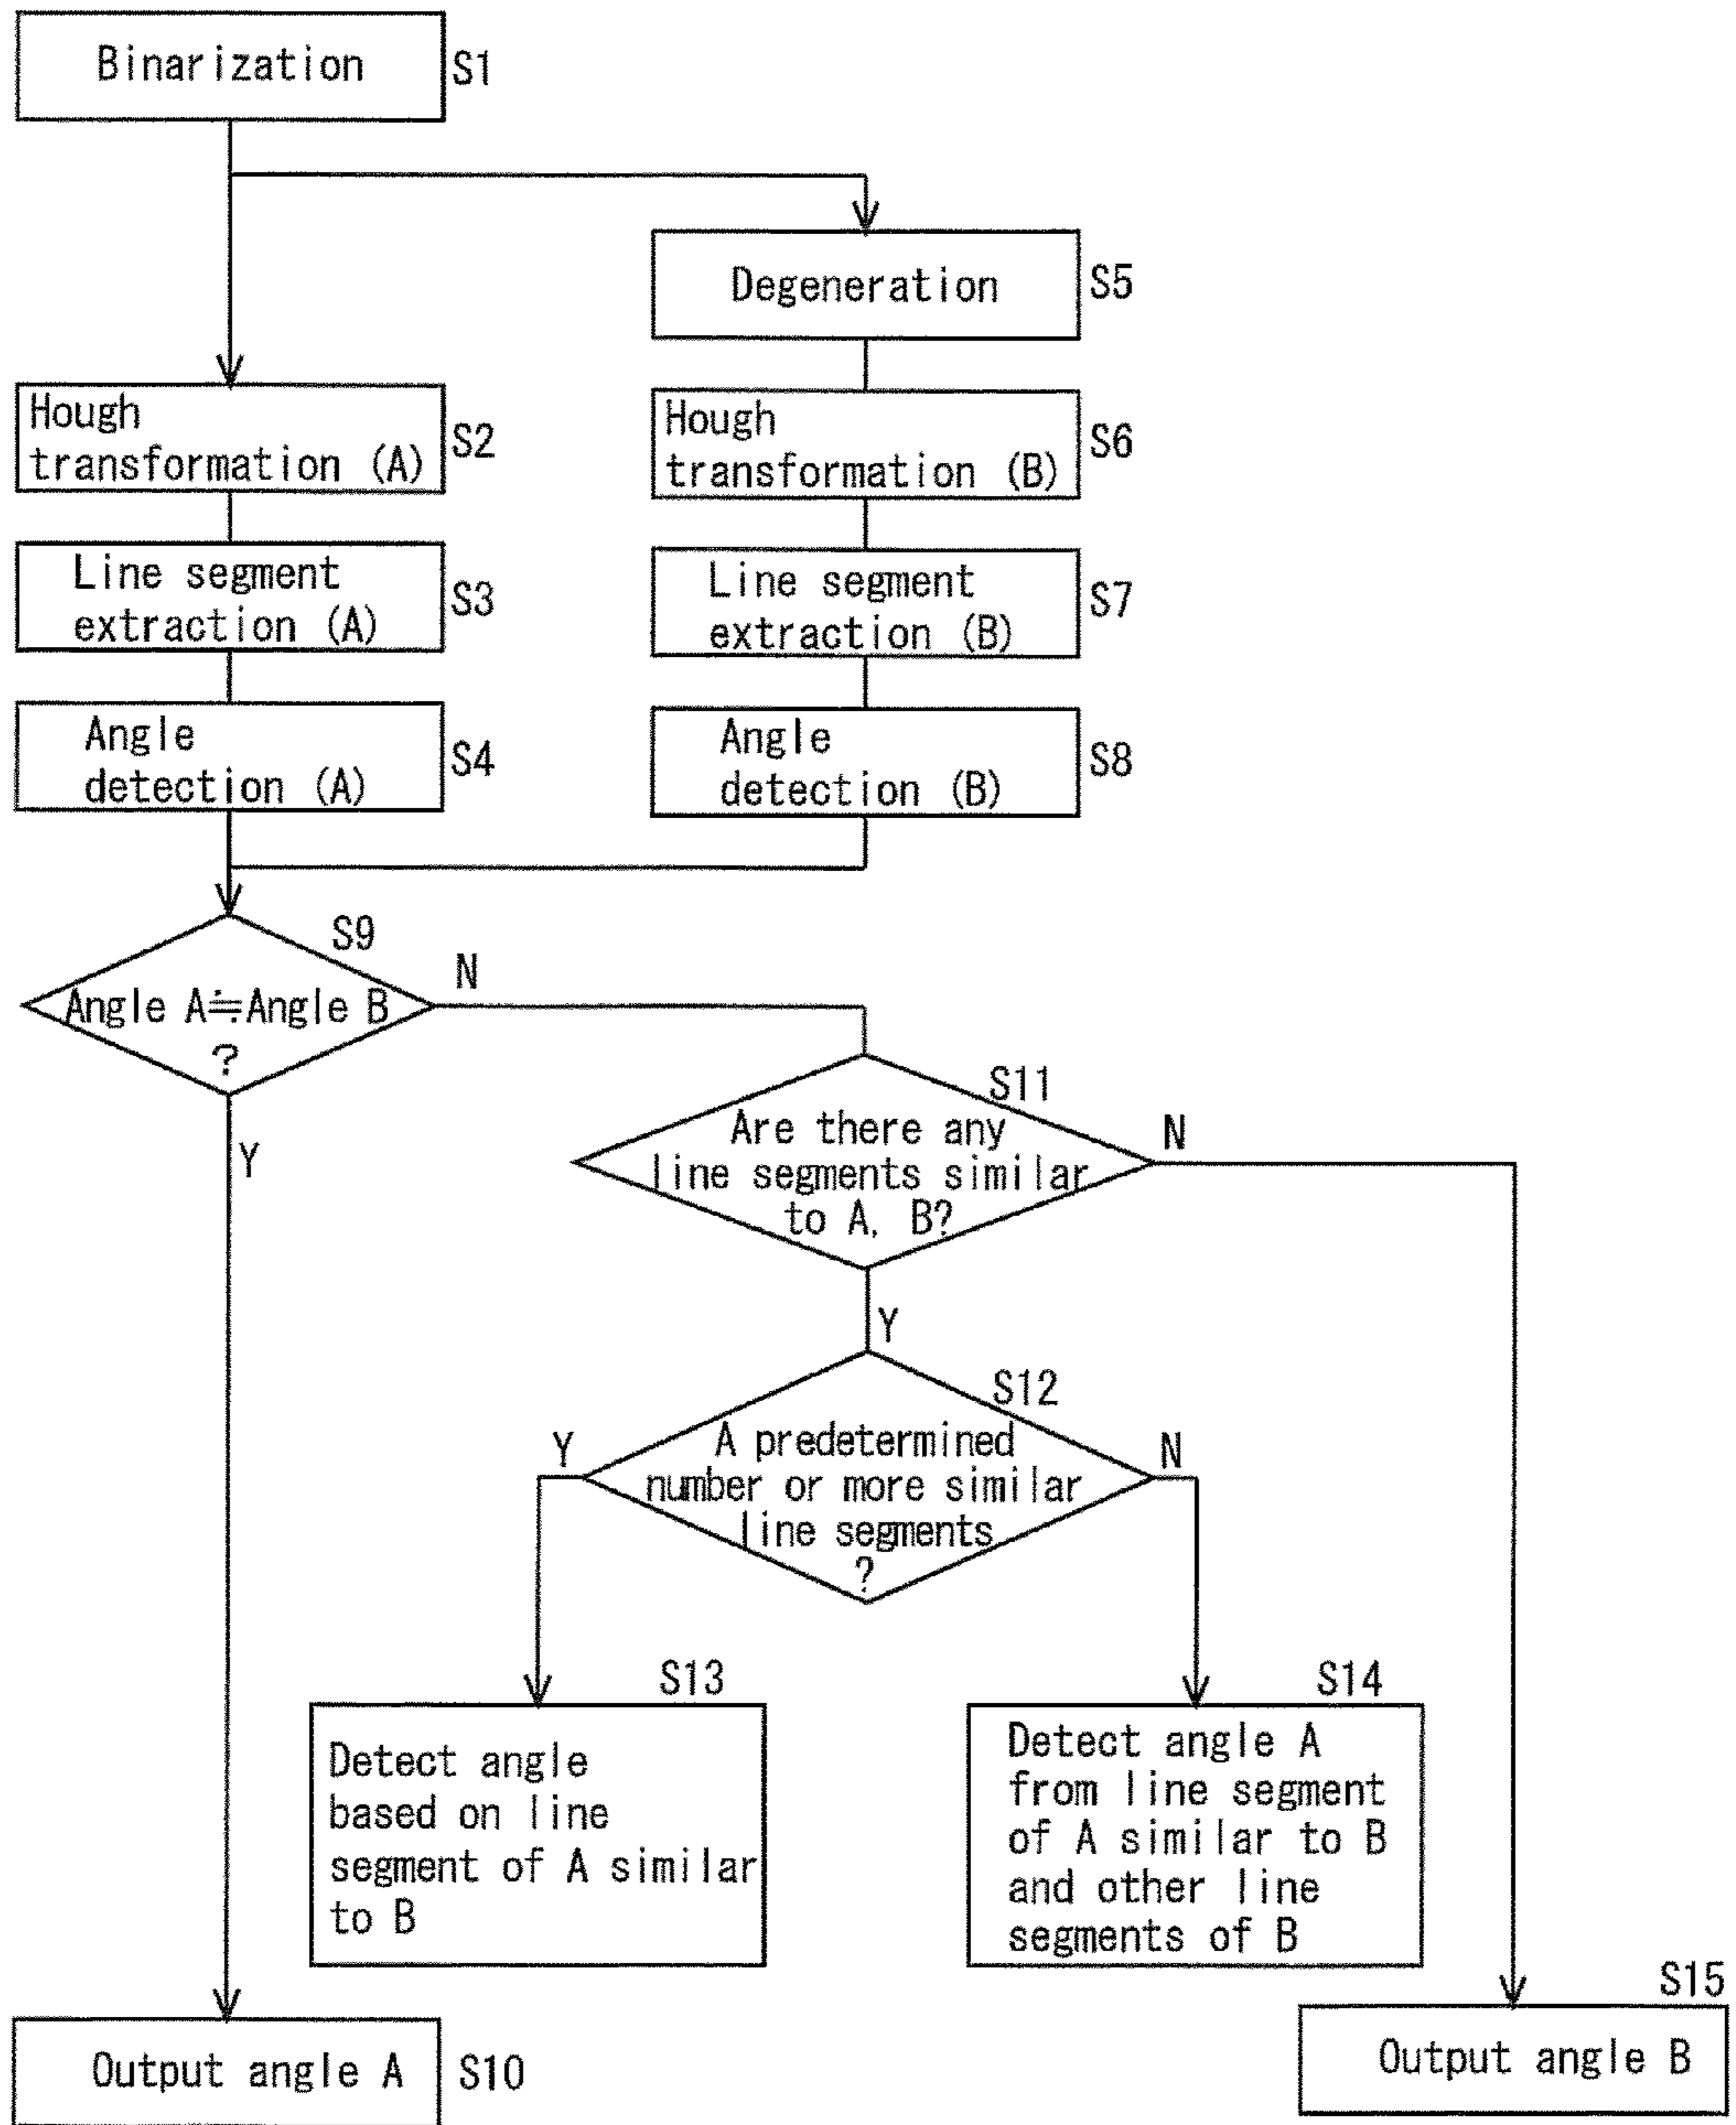 Binarization
S1
Degeneration
S5
Hough
transformation (A)
S2
Hough
transformation (B)
S6
Line segment
extraction (A)
S3
Line segment
extraction (B)
S7
Angle
detection (A)
S4
Angle
detection (B)
S8
S9
N
Angle A≒Angle B
?
Y
S11
Are there any
line segments similar
to A, B?
N
Y
S12
A predetermined
number or more similar
line segments
?
Y
N
S13
Detect angle
based on line
segment of A similar
to B
S14
Detect angle A
from line segment
of A similar to B
and other line
segments of B
S15
Output angle A
S10
Output angle B